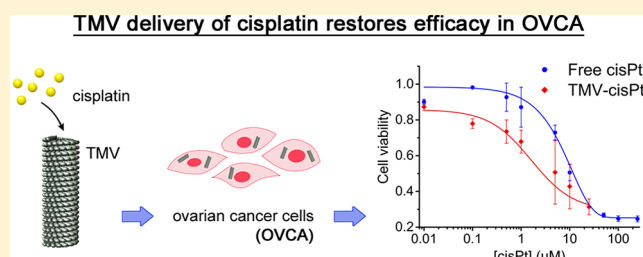 TMV delivery of cisplatin restores efficacy in OVCA
cisplatin
TMV
ovarian cancer cells
(OVCA)
Free cisPt
TMV-cisPt
Cell viability
1.0
0.8
0.6
0.4
0.2
0.01
0.1
1
10
100
[cisPt] (µM)